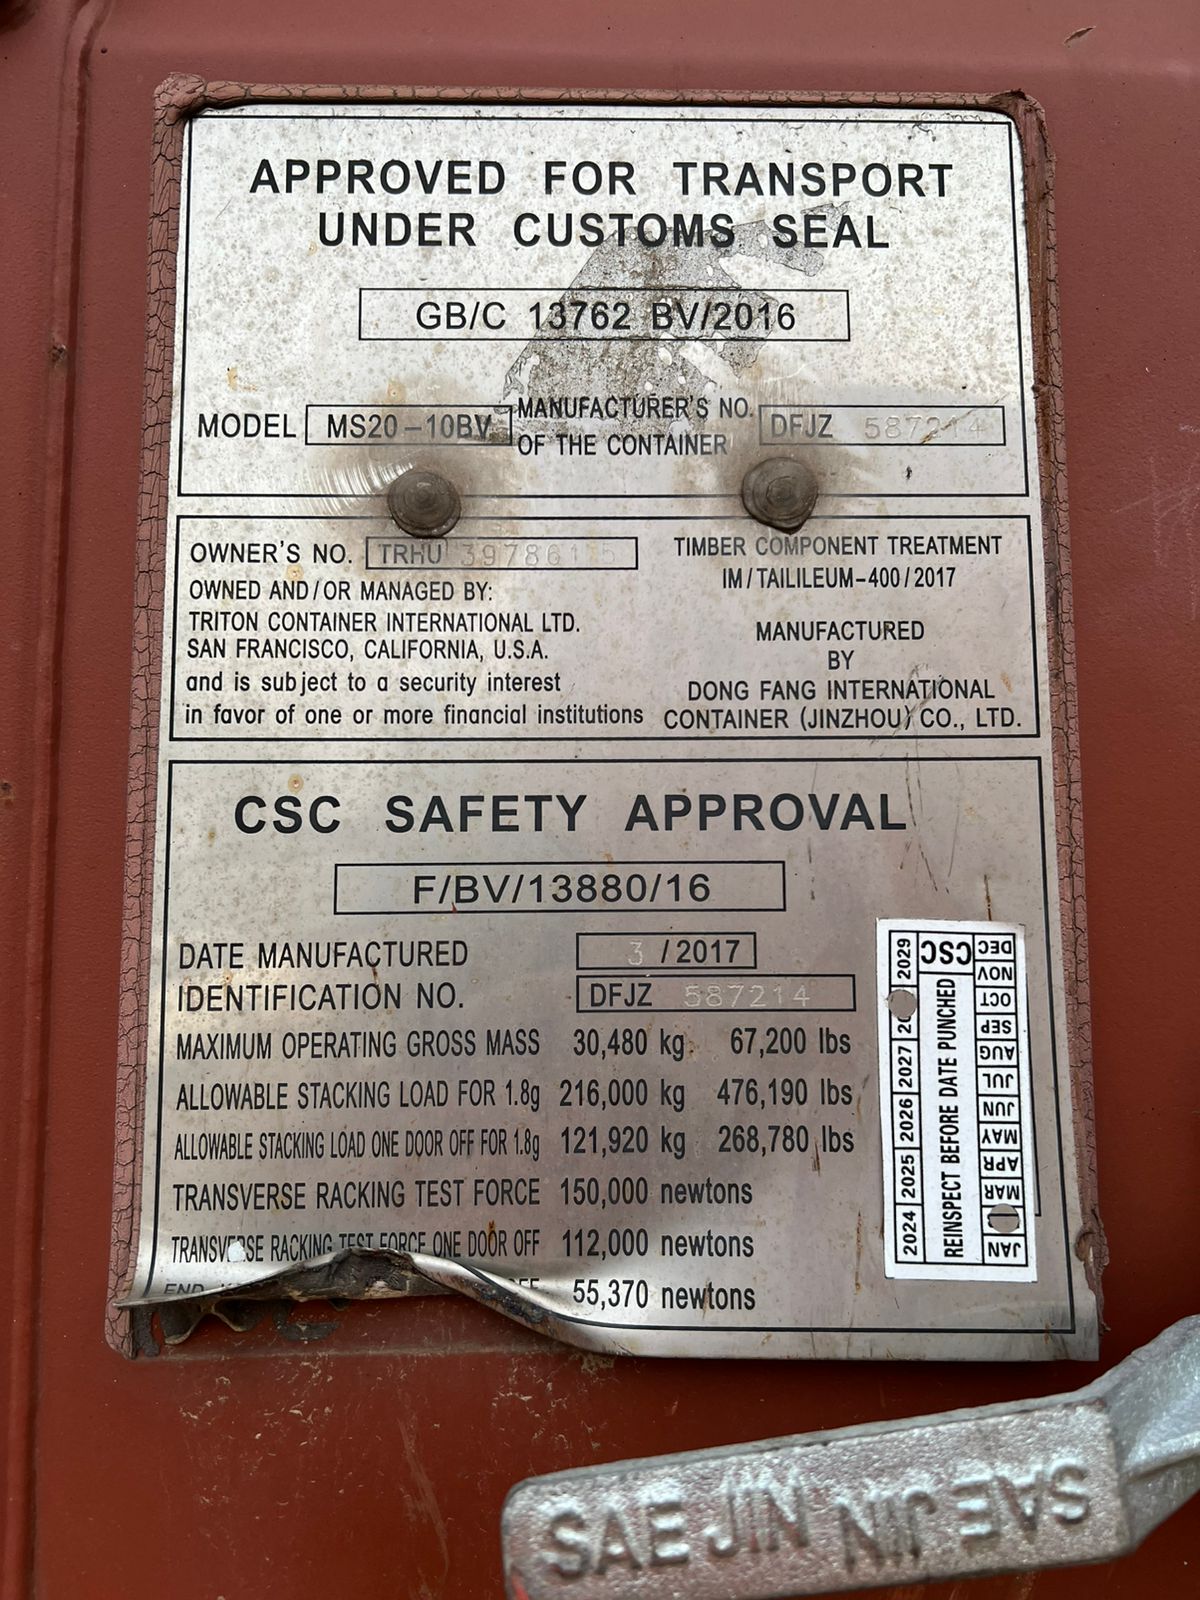 APPROVED FOR TRANSPORT
UNDER CUSTOMS SEAL
GB/C 13762 BV/2016
MODEL MS20-10BV
MANUFACTURER'S NO.
OF THE CONTAINER
DFJZ 587214
OWNER'S NO. TRHU
OWNED AND/OR MANAGED BY:
TRITON CONTAINER INTERNATIONAL LTD.
SAN FRANCISCO, CALIFORNIA, U.S.A.
and is subject to a security interest
in favor of one or more financial institutions
TIMBER COMPONENT TREATMENT
IM/TAILILEUM-400/2017
MANUFACTURED
BY
DONG FANG INTERNATIONAL
CONTAINER (JINZHOU) CO., LTD.
CSC SAFETY APPROVAL
F/BV/13880/16
DATE MANUFACTURED 3 / 2017
IDENTIFICATION NO. DFJZ 587214
MAXIMUM OPERATING GROSS MASS 30,480 kg 67,200 lbs
ALLOWABLE STACKING LOAD FOR 1.8g 216,000 kg 476,190 lbs
ALLOWABLE STACKING LOAD ONE DOOR OFF FOR 1.8g 121,920 kg 268,780 lbs
TRANSVERSE RACKING TEST FORCE 150,000 newtons
TRANSVERSE RACKING TEST FORCE ONE DOOR OFF 112,000 newtons
END 55,370 newtons
2024 2025 2026 2027 2029
REINSPECT BEFORE DATE PUNCHED CSC
JAN MAR APR MAY JUN JUL AUG SEP OCT NOV DEC
SAE JIN
SAE JIN